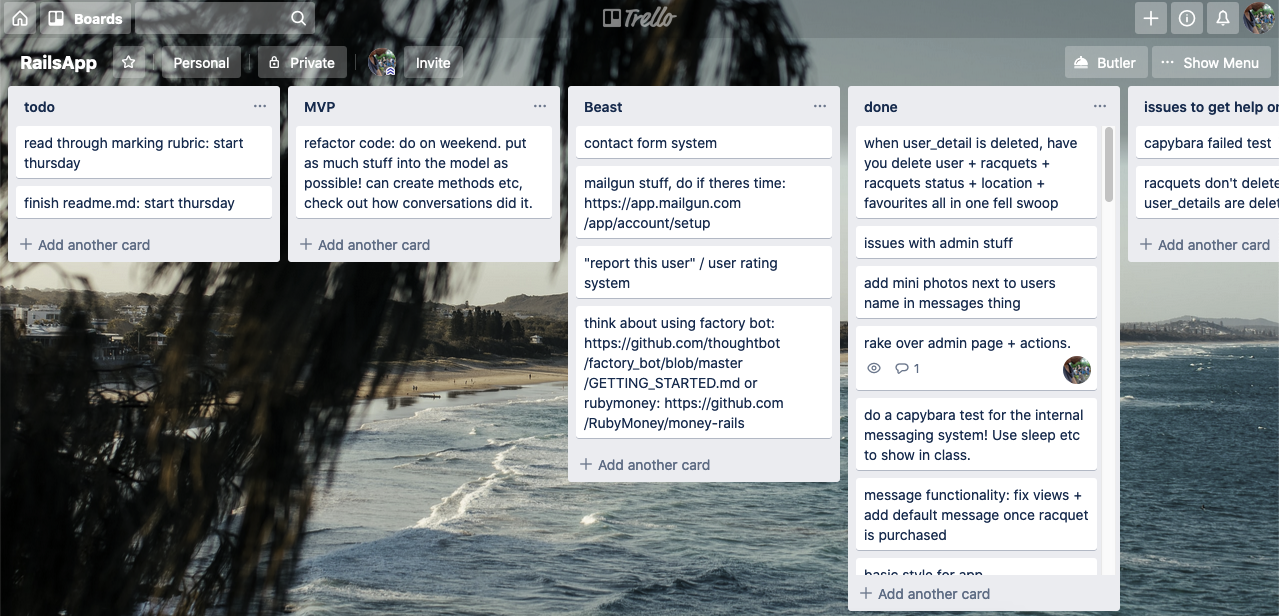 Boards
Trello
RailsApp
Personal
Private
Invite
Butler
Show Menu
todo
read through marking rubric: start
thursday
finish readme.md: start thursday
Add another card
MVP
refactor code: do on weekend. put
as much stuff into the model as
possible! can create methods etc,
check out how conversations did it.
Add another card
Beast
contact form system
mailgun stuff, do if theres time:
https://app.mailgun.com
/app/account/setup
"report this user" / user rating
system
think about using factory bot:
https://github.com/thoughtbot
/factory_bot/blob/master
/GETTING_STARTED.md or
rubymoney: https://github.com
/RubyMoney/money-rails
Add another card
done
when user_detail is deleted, have
you delete user + racquets +
racquets status + location +
favourites all in one fell swoop
issues with admin stuff
add mini photos next to users
name in messages thing
rake over admin page + actions.
1
do a capybara test for the internal
messaging system! Use sleep etc
to show in class.
message functionality: fix views +
add default message once racquet
is purchased
basic style for app
Add another card
issues to get help
capybara failed test
racquets don't delete
user_details are
Add another card